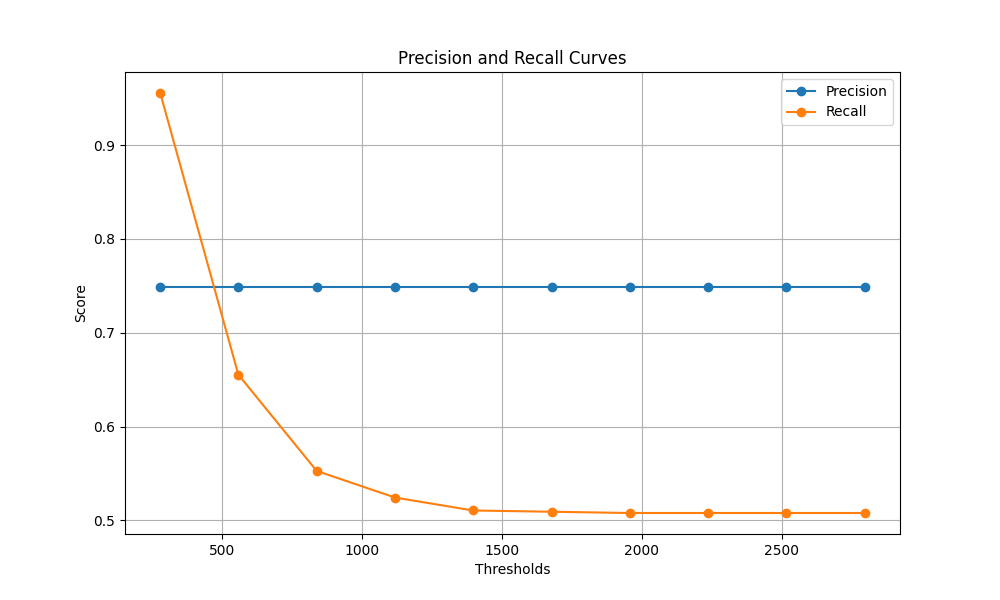 Precision and Recall Curves
Precision
Recall
Score
0.9
0.8
0.7
0.6
0.5
500 1000 1500 2000 2500
Thresholds